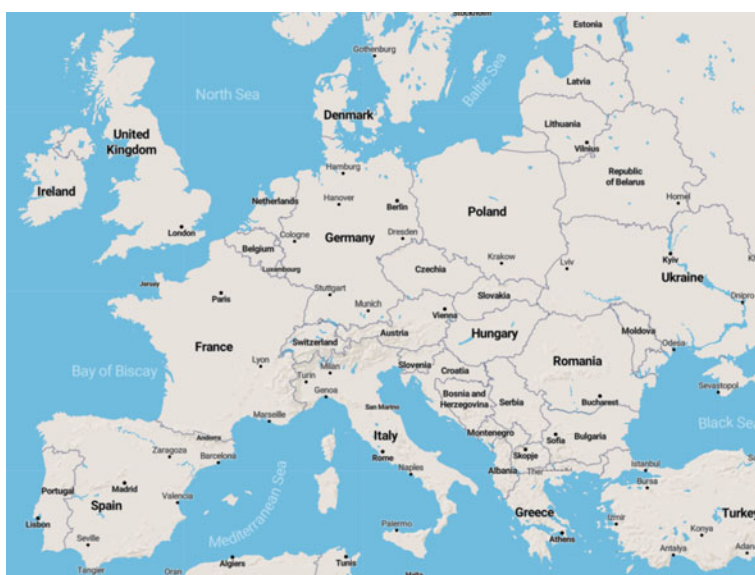 Stockholm
Gothenburg
Estonia
Baltic Sea
Latvia
North Sea
Denmark
Lithuania
United
Kingdom
Vilnius
Ireland
Hamburg
Republic
of Belarus
Netherlands
Hanover
Berlin
Poland
Homel
London
Cologne
Germany
Dresden
Belgium
Kyiv
Luxembourg
Czechia
Krakow
Lviv
Ukraine
Jersey
Paris
Stuttgart
Slovakia
Dnipro
Munich
Vienna
Moldova
France
Switzerland
Austria
Hungary
Odesa
Bay of Biscay
Lyon
Milan
Slovenia
Croatia
Romania
Turin
Genoa
Bosnia and
Herzegovina
Serbia
Bucharest
Sevastopol
San Marino
Marseille
Black Sea
Andorra
Italy
Montenegro
Sofia
Bulgaria
Zaragoza
Barcelona
Rome
Skopje
Portugal
Madrid
Mediterranean Sea
Naples
Albania
Istanbul
Bursa
Spain
Valencia
Lisbon
Greece
Izmir
Turkey
Seville
Palermo
Athens
Konya
Tangier
Oran
Algiers
Tunis
Antalya